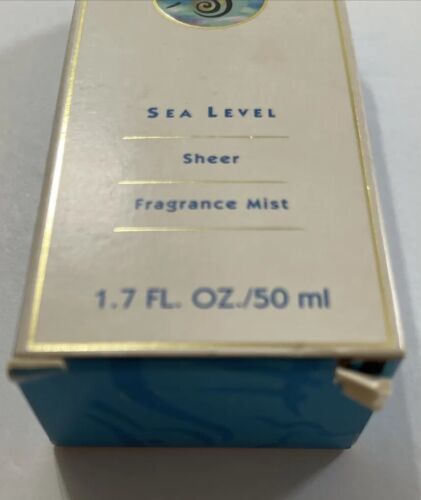 SEA LEVEL
Sheer
Fragrance Mist
1.7 FL. OZ./50 ml